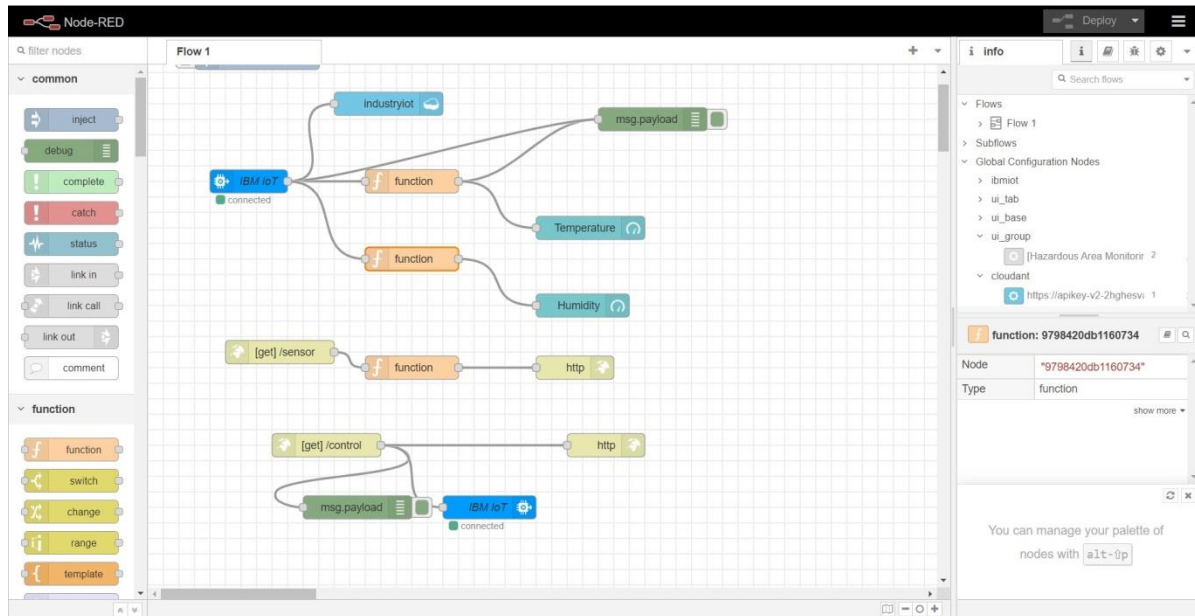 Node-RED
Deploy
filter nodes
common
inject
debug
complete
catch
status
link in
link call
link out
comment
function
function
switch
change
range
template
Flow 1
industryiot
msg.payload
IBM IoT
connected
function
Temperature
function
Humidity
[get] /sensor
function
http
[get] /control
http
msg.payload
IBM IoT
connected
i info
i
Search flows
Flows
Flow 1
Subflows
Global Configuration Nodes
ibmiot
ui_tab
ui_base
ui_group
[Hazardous Area Monitorir 2
cloudant
https://apikey-v2-2hghesv 1
function: 9798420db1160734
Node "9798420db1160734"
Type function
show more
You can manage your palette of
nodes with alt-⇧p